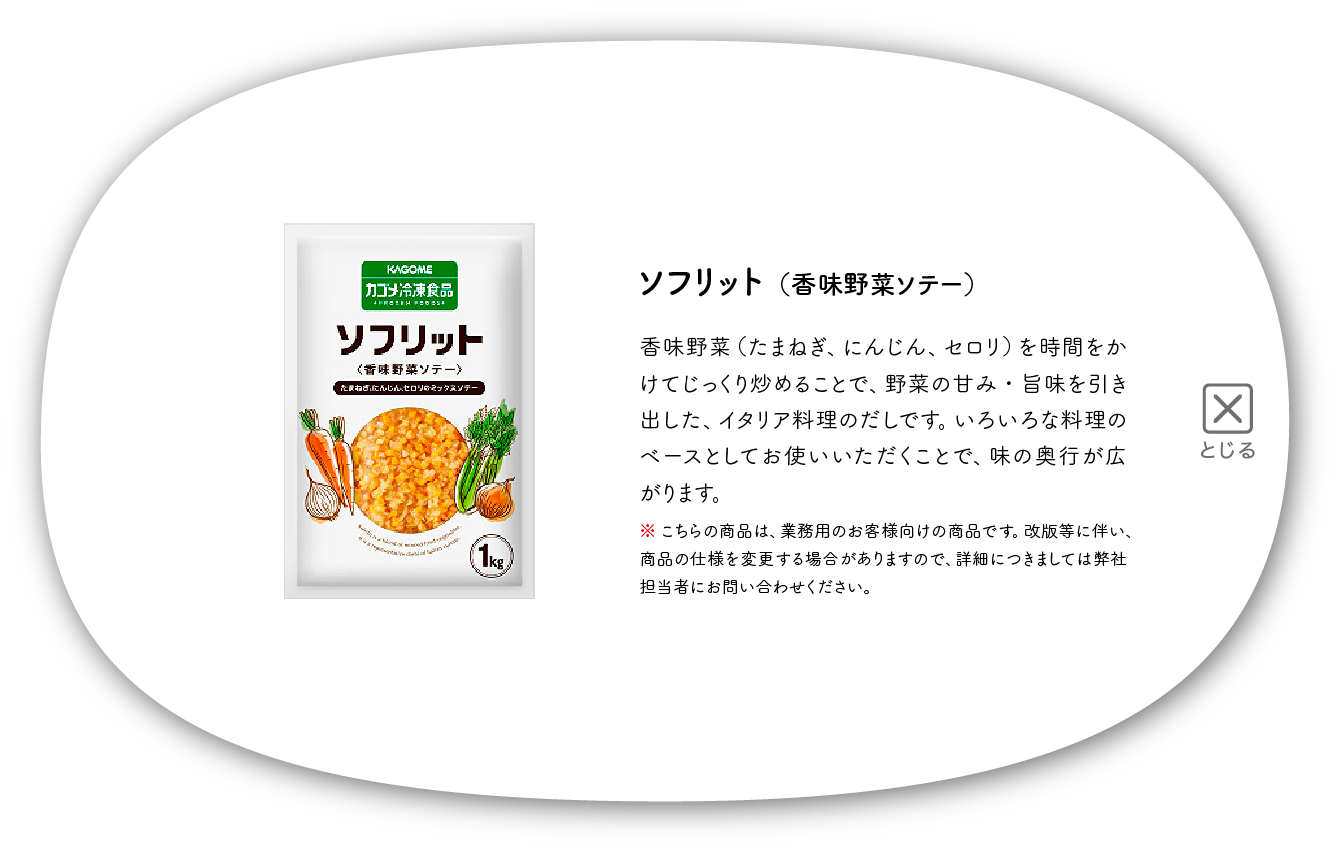 KAGOME
カゴメ冷凍食品
ソフリット
〈香味野菜ソテー〉
たまねぎ、にんじん、セロリのミックスソテー
1kg
ソフリット（香味野菜ソテー）
香味野菜（たまねぎ、にんじん、セロリ）を時間をか
けてじっくり炒めることで、野菜の甘み・旨味を引き
出した、イタリア料理のだしです。いろいろな料理の
ベースとしてお使いいただくことで、味の奥行が広
がります。
※ こちらの商品は、業務用のお客様向けの商品です。改版等に伴い、
商品の仕様を変更する場合がありますので、詳細につきましては弊社
担当者にお問い合わせください。
とじる